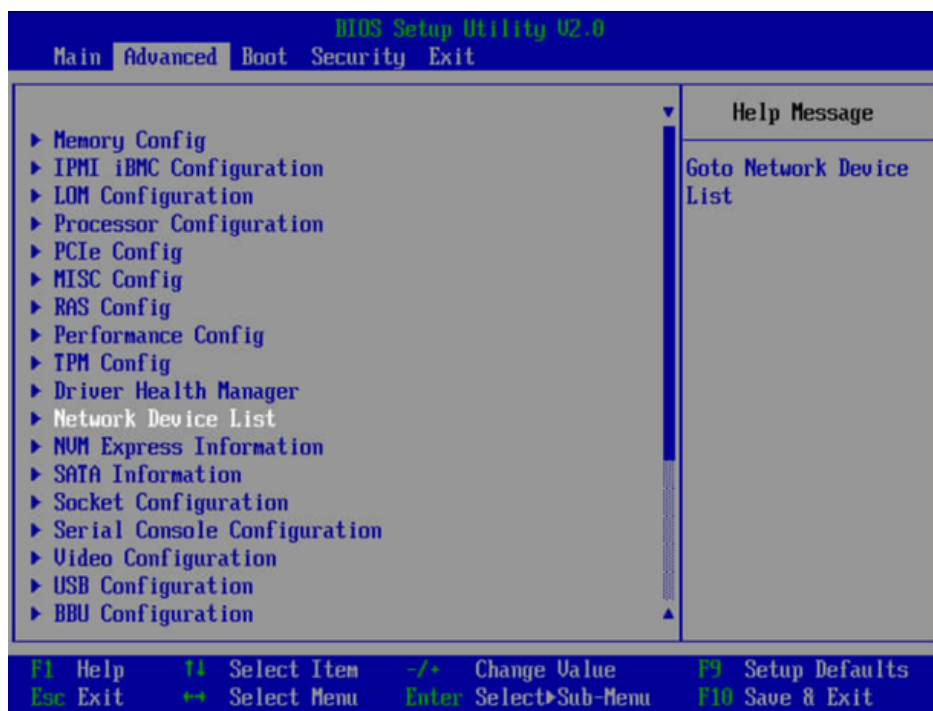 BIOS Setup Utility V2.0
Main Advanced Boot Security Exit
Help Message
Goto Network Device
List
▶ Memory Config
▶ IPMI iBMC Configuration
▶ LOM Configuration
▶ Processor Configuration
▶ PCIe Config
▶ MISC Config
▶ RAS Config
▶ Performance Config
▶ TPM Config
▶ Driver Health Manager
▶ Network Device List
▶ NVM Express Information
▶ SATA Information
▶ Socket Configuration
▶ Serial Console Configuration
▶ Video Configuration
▶ USB Configuration
▶ BBU Configuration
F1 Help ↑↓ Select Item -/+ Change Value F9 Setup Defaults
Esc Exit ↔ Select Menu Enter Select▶Sub-Menu F10 Save & Exit